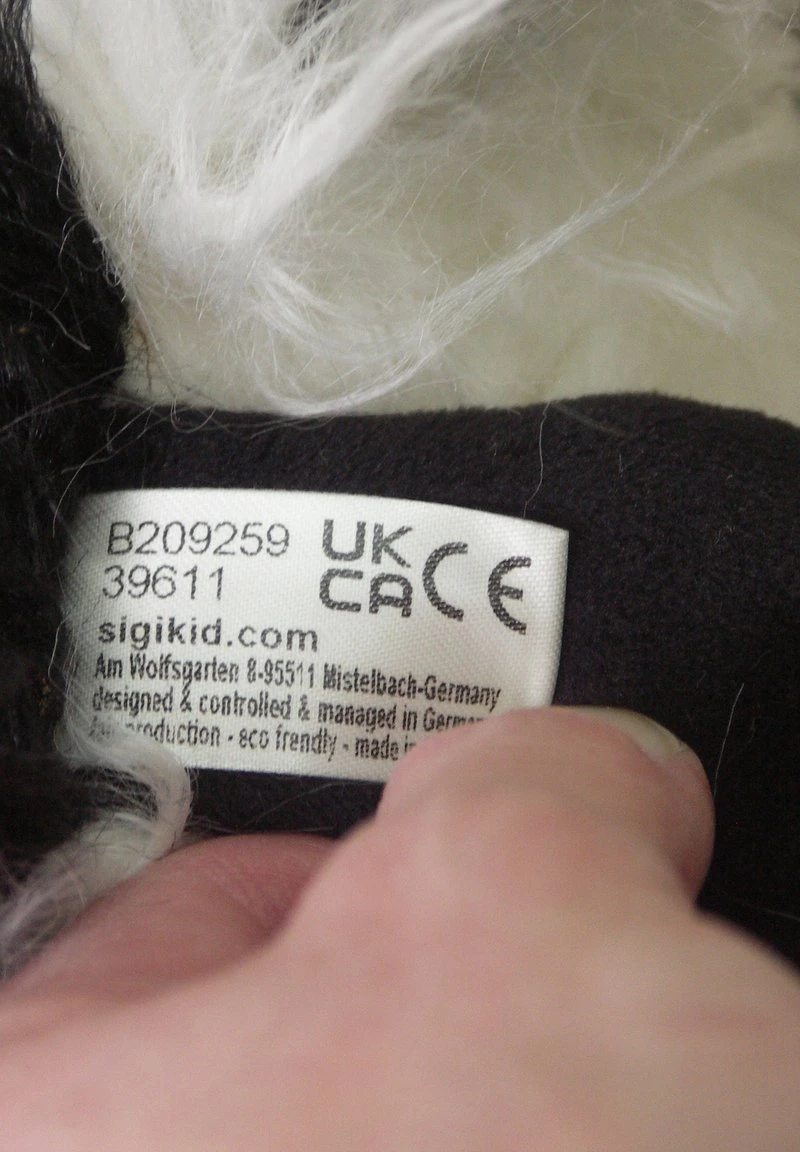 B209259
39611
UK
CA CE
sigikid.com
Am Wolfsgarten 8-95511 Mistelbach-Germany
designed & controlled & managed in
production - eco frendly - made